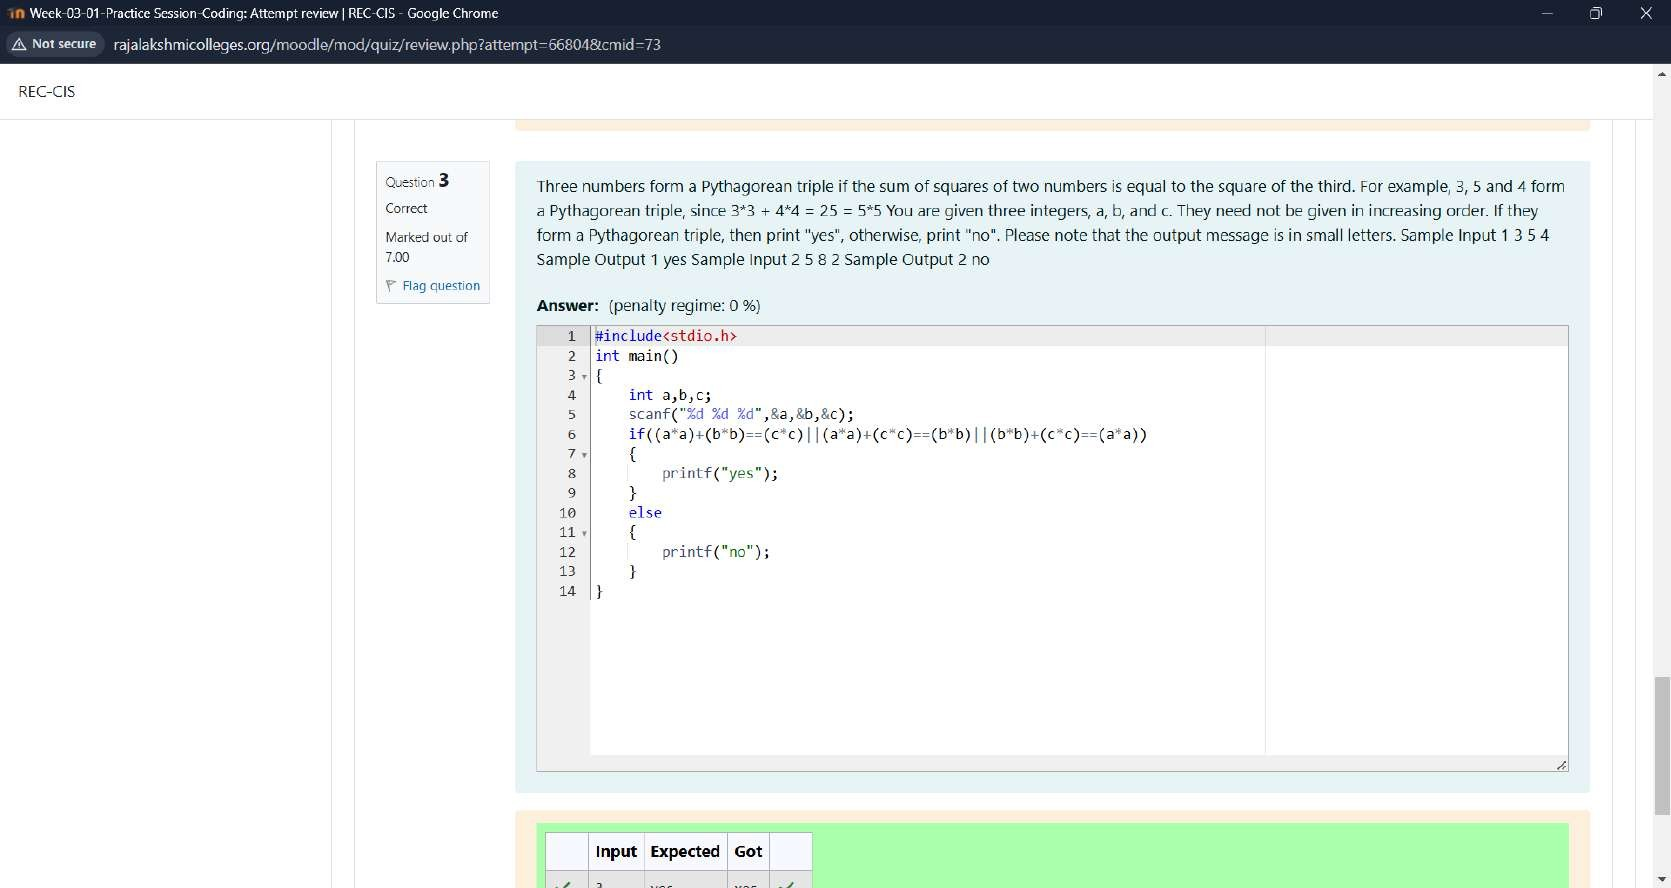 Week-03-01-Practice Session-Coding: Attempt review | REC-CIS - Google Chrome
Not secure rajalakshmicolleges.org/moodle/mod/quiz/review.php?attempt=66804&cmid=73
REC-CIS
Question 3
Correct
Marked out of
7.00
Flag question
Three numbers form a Pythagorean triple if the sum of squares of two numbers is equal to the square of the third. For example, 3, 5 and 4 form
a Pythagorean triple, since 3*3 + 4*4 = 25 = 5*5 You are given three integers, a, b, and c. They need not be given in increasing order. If they
form a Pythagorean triple, then print "yes", otherwise, print "no". Please note that the output message is in small letters. Sample Input 1 3 5 4
Sample Output 1 yes Sample Input 2 5 8 2 Sample Output 2 no
Answer: (penalty regime: 0 %)
1 #include<stdio.h>
2 int main()
3 {
4 int a,b,c;
5 scanf("%d %d %d",&a,&b,&c);
6 if((a*a)+(b*b)==(c*c)||(a*a)+(c*c)==(b*b)||(b*b)+(c*c)==(a*a))
7 {
8 printf("yes");
9 }
10 else
11 {
12 printf("no");
13 }
14 }
Input Expected Got